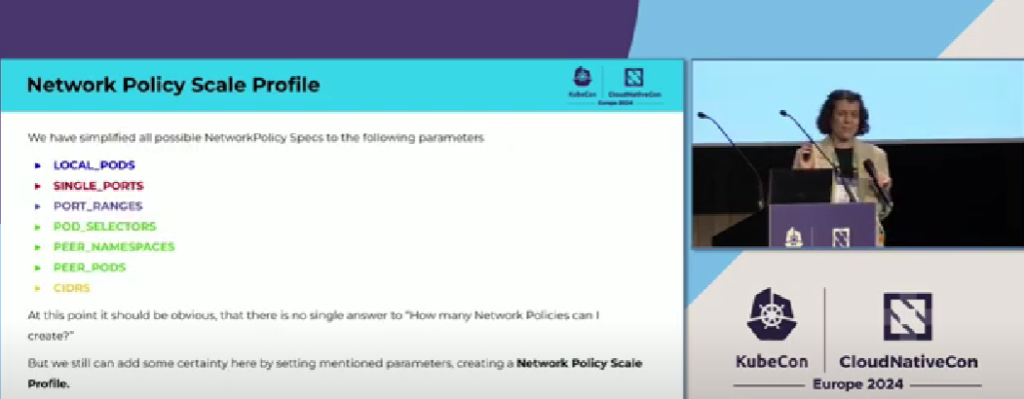 Network Policy Scale Profile
KubeCon
CloudNativeCon
Europe 2024
We have simplified all possible NetworkPolicy Specs to the following parameters
LOCAL_PODS
SINGLE_PORTS
PORT_RANGES
POD_SELECTORS
PEER_NAMESPACES
PEER_PODS
CIDRS
At this point it should be obvious, that there is no single answer to "How many Network Policies can I
create?"
But we still can add some certainty here by setting mentioned parameters, creating a Network Policy Scale
Profile.
KubeCon
CloudNativeCon
Europe 2024